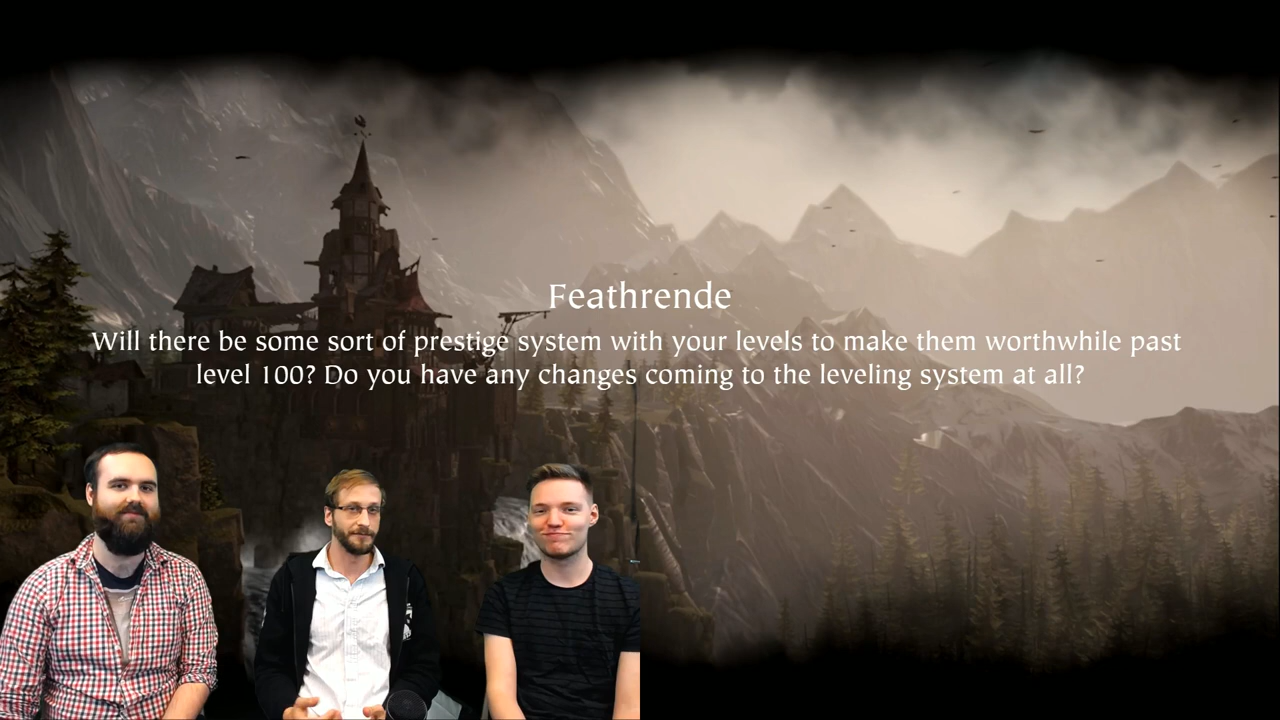 Feathrende
Will there be some sort of prestige system with your levels to make them worthwhile past
level 100? Do you have any changes coming to the leveling system at all?